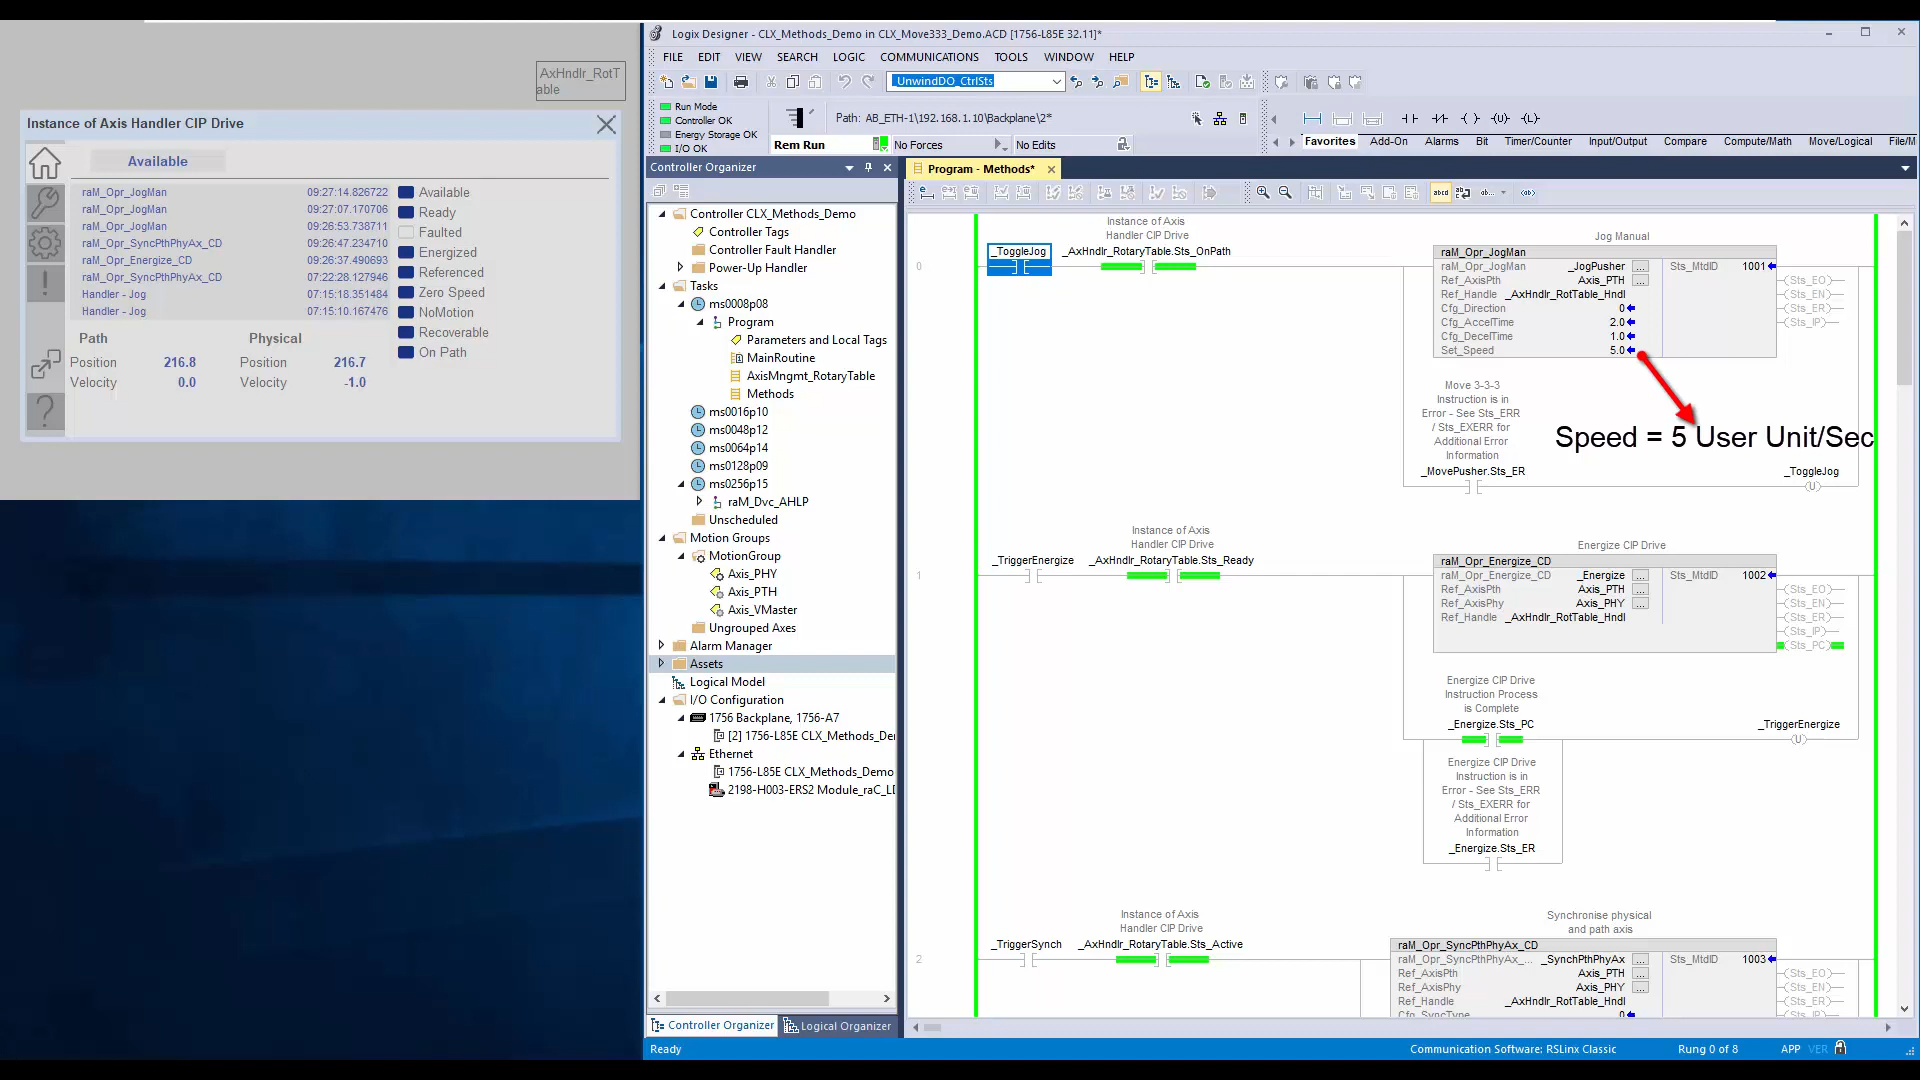 AxHndlr_RotT
able
Instance of Axis Handler CIP Drive
Available
raM_Opr_JogMan 09:27:14.826722
raM_Opr_JogMan 09:27:07.170706
raM_Opr_JogMan 09:26:53.738711
raM_Opr_SyncPthPhyAx_CD 09:26:47.234710
raM_Opr_Energize_CD 09:26:37.490693
raM_Opr_SyncPthPhyAx_CD 07:22:28.127946
Handler - Jog 07:15:18.351484
Handler - Jog 07:15:10.167476
Available
Ready
Faulted
Energized
Referenced
Zero Speed
NoMotion
Recoverable
On Path
Path Physical
Position 216.8 Position 216.7
Velocity 0.0 Velocity -1.0
Logix Designer - CLX_Methods_Demo in CLX_Move333_Demo.ACD [1756-L85E 32.11]*
FILE EDIT VIEW SEARCH LOGIC COMMUNICATIONS TOOLS WINDOW HELP
_UnwindDO_CtrlSts
Run Mode
Controller OK
Energy Storage OK
I/O OK
Path: AB_ETH-1\192.168.1.10\Backplane\2*
Rem Run No Forces No Edits
Favorites Add-On Alarms Bit Timer/Counter Input/Output Compare Compute/Math Move/Logical File/M
Controller Organizer
Controller CLX_Methods_Demo
Controller Tags
Controller Fault Handler
Power-Up Handler
Tasks
ms0008p08
Program
Parameters and Local Tags
MainRoutine
AxisMngmt_RotaryTable
Methods
ms0016p10
ms0048p12
ms0064p14
ms0128p09
ms0256p15
raM_Dvc_AHLP
Unscheduled
Motion Groups
MotionGroup
Axis_PHY
Axis_PTH
Axis_VMaster
Ungrouped Axes
Alarm Manager
Assets
Logical Model
I/O Configuration
1756 Backplane, 1756-A7
[2] 1756-L85E CLX_Methods_De
Ethernet
1756-L85E CLX_Methods_Demo
2198-H003-ERS2 Module_raC_LD
Controller Organizer Logical Organizer
Program - Methods*
0
_ToggleJog
Instance of Axis
Handler CIP Drive
_AxHndlr_RotaryTable.Sts_OnPath
Jog Manual
raM_Opr_JogMan
raM_Opr_JogMan _JogPusher ... Sts_MtdID 1001
Ref_AxisPth Axis_PTH ...
Ref_Handle _AxHndlr_RotTable_Hndl
Cfg_Direction 0
Cfg_AccelTime 2.0
Cfg_DecelTime 1.0
Set_Speed 5.0
Sts_EO
Sts_EN
Sts_ER
Sts_IP
Speed = 5 User Unit/Sec
Move 3-3-3
Instruction is in
Error - See Sts_ERR
/ Sts_EXERR for
Additional Error
Information
_MovePusher.Sts_ER
_ToggleJog
U
1
_TriggerEnergize
Instance of Axis
Handler CIP Drive
_AxHndlr_RotaryTable.Sts_Ready
Energize CIP Drive
raM_Opr_Energize_CD
raM_Opr_Energize_CD _Energize ... Sts_MtdID 1002
Ref_AxisPth Axis_PTH ...
Ref_AxisPhy Axis_PHY ...
Ref_Handle _AxHndlr_RotTable_Hndl
Sts_EO
Sts_EN
Sts_ER
Sts_IP
Sts_PC
Energize CIP Drive
Instruction Process
is Complete
_Energize.Sts_PC
_TriggerEnergize
U
Energize CIP Drive
Instruction is in
Error - See Sts_ERR
/ Sts_EXERR for
Additional Error
Information
_Energize.Sts_ER
2
_TriggerSynch
Instance of Axis
Handler CIP Drive
_AxHndlr_RotaryTable.Sts_Active
Synchronise physical
and path axis
raM_Opr_SyncPthPhyAx_CD
raM_Opr_SyncPthPhyAx_... _SynchPthPhyAx ... Sts_MtdID 1003
Ref_AxisPth Axis_PTH ...
Ref_AxisPhy Axis_PHY ...
Ref_Handle _AxHndlr_RotTable_Hndl
Cfg_SyncType 0
Sts_EO
Sts_EN
Sts_ER
Sts_IP
Ready Communication Software: RSLinx Classic Rung 0 of 8 APP VER